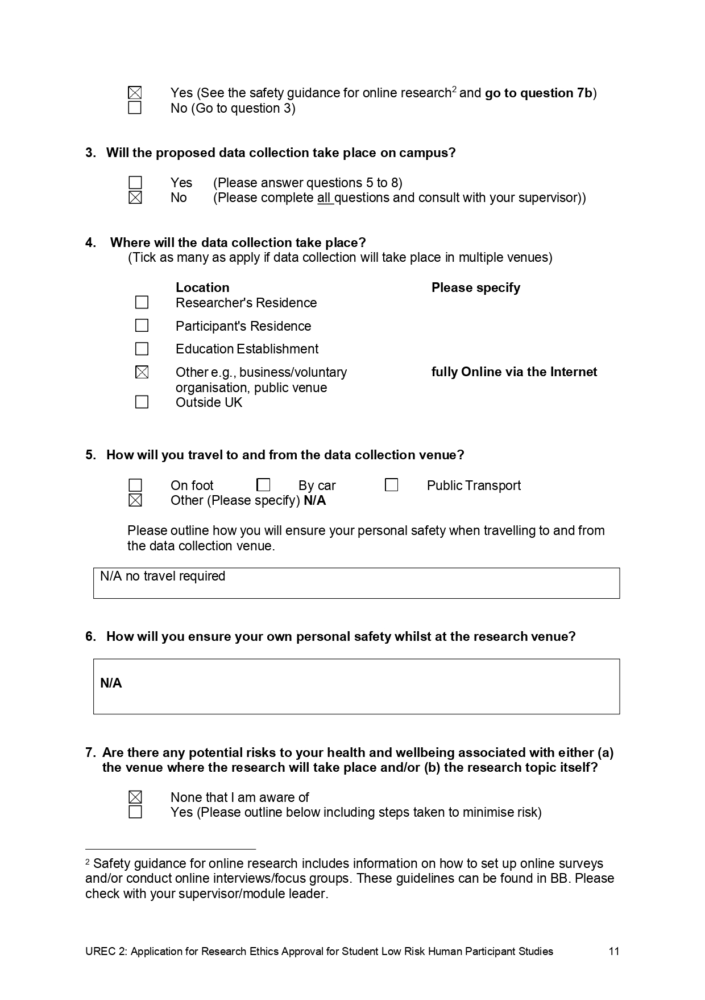 ☒ Yes (See the safety guidance for online research² and go to question 7b)
☐ No (Go to question 3)
3. Will the proposed data collection take place on campus?
☐ Yes (Please answer questions 5 to 8)
☒ No (Please complete all questions and consult with your supervisor))
4. Where will the data collection take place?
(Tick as many as apply if data collection will take place in multiple venues)
Location Please specify
☐ Researcher's Residence
☐ Participant's Residence
☐ Education Establishment
☒ Other e.g., business/voluntary fully Online via the Internet
organisation, public venue
☐ Outside UK
5. How will you travel to and from the data collection venue?
☐ On foot ☐ By car ☐ Public Transport
☒ Other (Please specify) N/A
Please outline how you will ensure your personal safety when travelling to and from
the data collection venue.
N/A no travel required
6. How will you ensure your own personal safety whilst at the research venue?
N/A
7. Are there any potential risks to your health and wellbeing associated with either (a)
the venue where the research will take place and/or (b) the research topic itself?
☒ None that I am aware of
☐ Yes (Please outline below including steps taken to minimise risk)
² Safety guidance for online research includes information on how to set up online surveys
and/or conduct online interviews/focus groups. These guidelines can be found in BB. Please
check with your supervisor/module leader.
UREC 2: Application for Research Ethics Approval for Student Low Risk Human Participant Studies 11